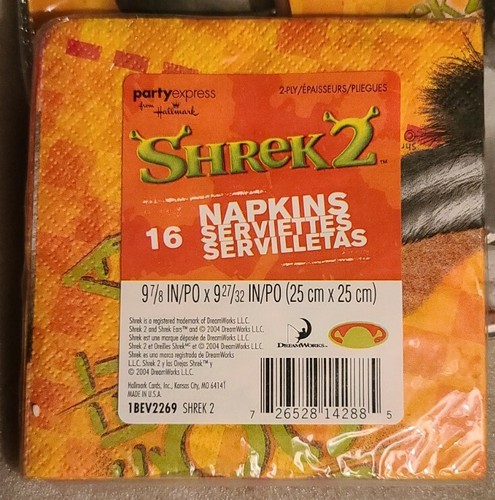 partyexpress
from Hallmark
2-PLY/ÉPAISSEURS/PLIEGUES
SHREK 2™
16 NAPKINS
SERVIETTES
SERVILLETAS
9 7/8 IN/PO x 9 27/32 IN/PO (25 cm x 25 cm)
Shrek is a registered trademark of DreamWorks L.L.C.
Shrek 2 and Shrek Ears™ and © 2004 DreamWorks L.L.C.
Shrek est une marque déposée de DreamWorks L.L.C.
Shrek 2 et Oreilles Shrekᴹᶜ et © 2004 DreamWorks L.L.C.
Shrek es una marca registrada de DreamWorks
L.L.C. Shrek 2 y las Orejas Shrek™ y
© 2004 DreamWorks L.L.C.
DREAMWORKS
Hallmark Cards, Inc., Kansas City, MO 64141
MADE IN U.S.A.
1BEV2269 SHREK 2
7 26528 14288 5